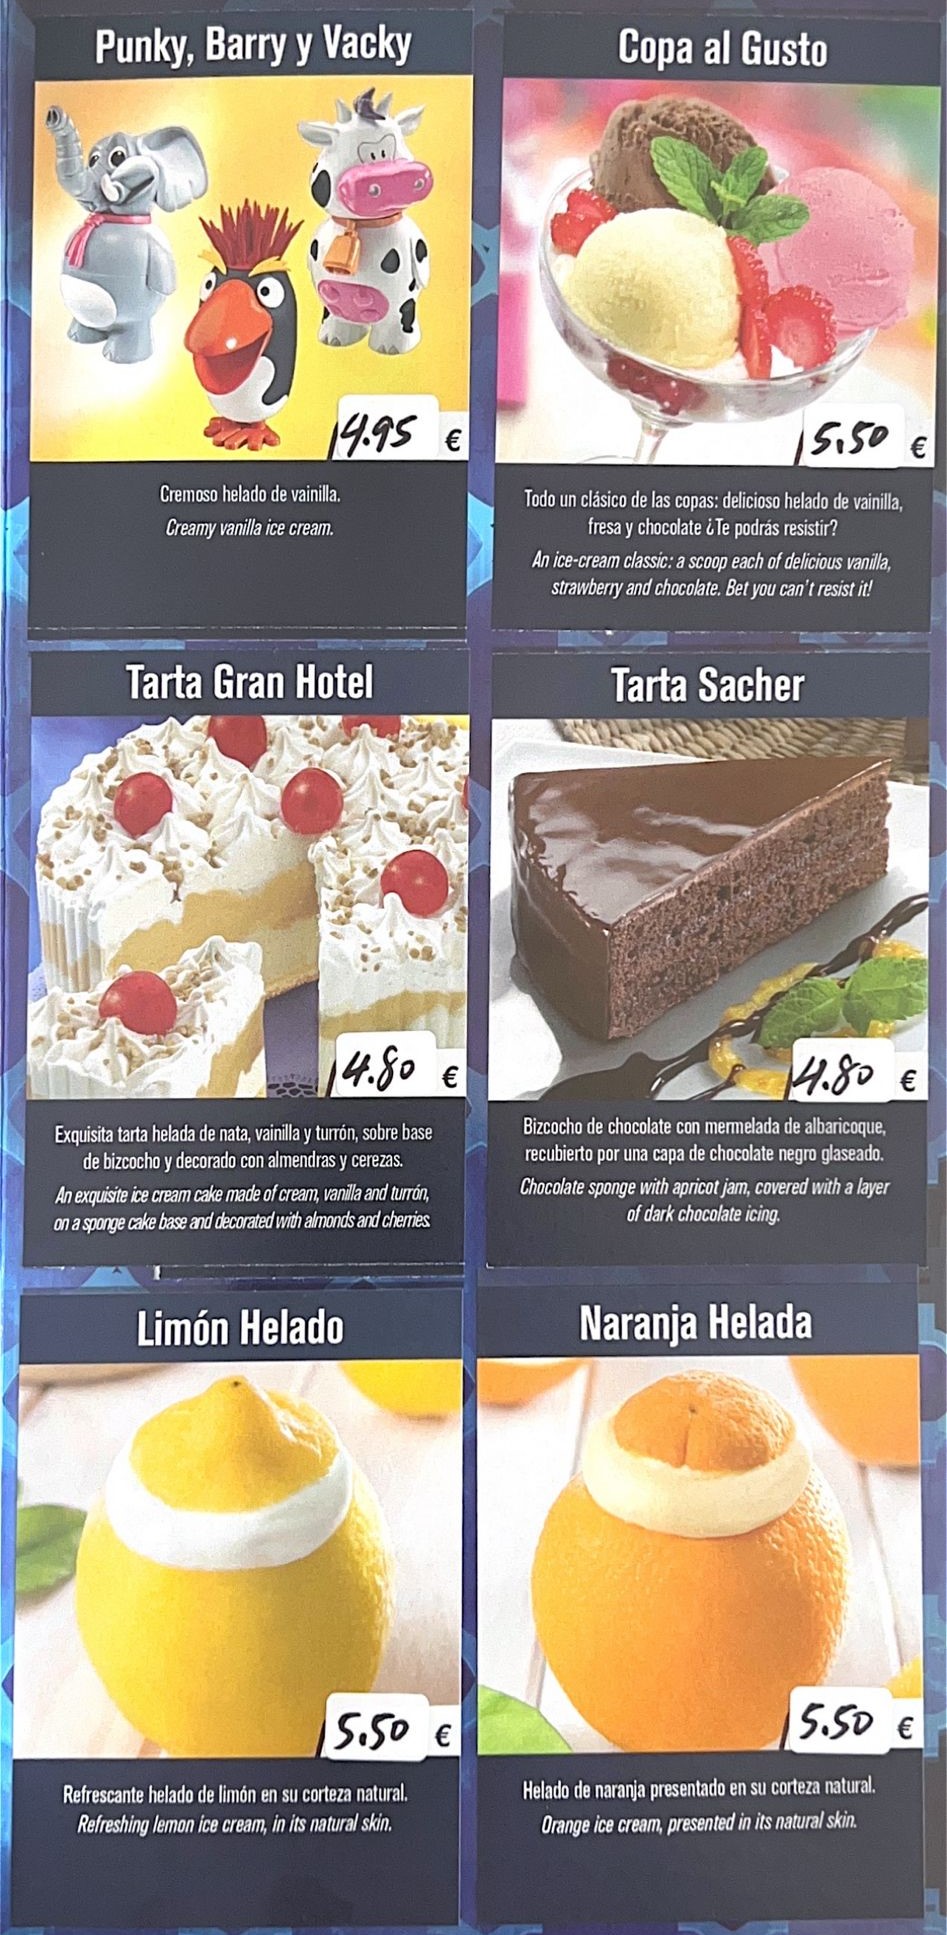 Punky, Barry y Vacky
4.95 €
Cremoso helado de vainilla.
Creamy vanilla ice cream.
Copa al Gusto
5.50 €
Todo un clásico de las copas: delicioso helado de vainilla,
fresa y chocolate ¿Te podrás resistir?
An ice-cream classic: a scoop each of delicious vanilla,
strawberry and chocolate. Bet you can't resist it!
Tarta Gran Hotel
4.80 €
Exquisita tarta helada de nata, vainilla y turrón, sobre base
de bizcocho y decorado con almendras y cerezas.
An exquisite ice cream cake made of cream, vanilla and turrón,
on a sponge cake base and decorated with almonds and cherries.
Tarta Sacher
4.80 €
Bizcocho de chocolate con mermelada de albaricoque,
recubierto por una capa de chocolate negro glaseado.
Chocolate sponge with apricot jam, covered with a layer
of dark chocolate icing.
Limón Helado
5.50 €
Refrescante helado de limón en su corteza natural.
Refreshing lemon ice cream, in its natural skin.
Naranja Helada
5.50 €
Helado de naranja presentado en su corteza natural.
Orange ice cream, presented in its natural skin.